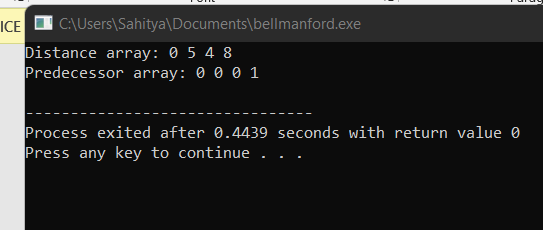 ICE
C:\Users\Sahitya\Documents\bellmanford.exe
Distance array: 0 5 4 8
Predecessor array: 0 0 0 1
--------------------------------
Process exited after 0.4439 seconds with return value 0
Press any key to continue . . .